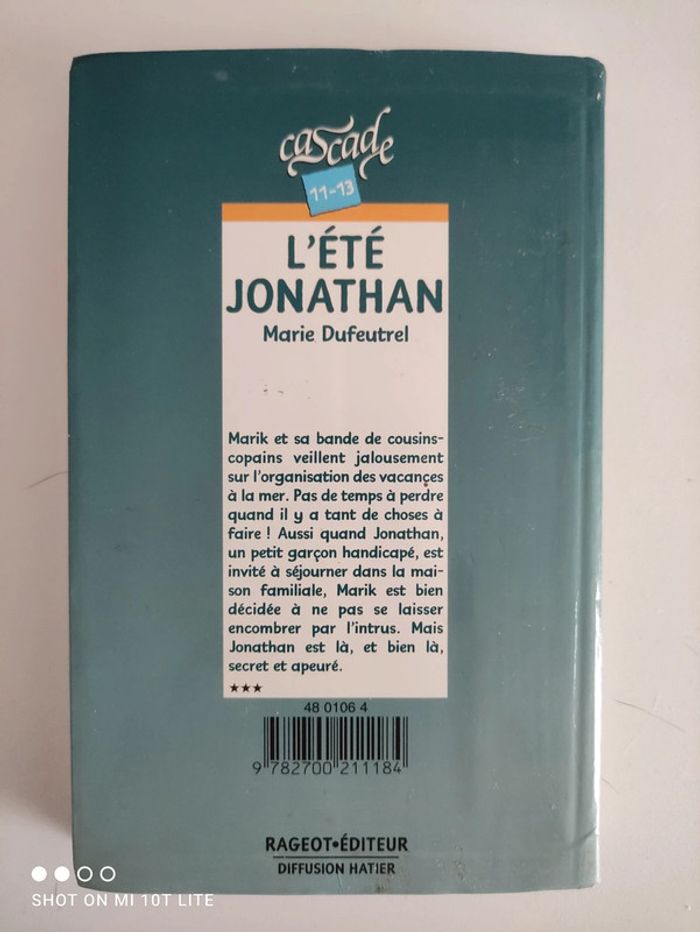 cascade
11-13
L'ÉTÉ
JONATHAN
Marie Dufeutrel
Marik et sa bande de cousins-
copains veillent jalousement
sur l'organisation des vacances
à la mer. Pas de temps à perdre
quand il y a tant de choses à
faire ! Aussi quand Jonathan,
un petit garçon handicapé, est
invité à séjourner dans la mai-
son familiale, Marik est bien
décidée à ne pas se laisser
encombrer par l'intrus. Mais
Jonathan est là, et bien là,
secret et apeuré.
★★★
48 0106 4
9 782700 211184
RAGEOT•ÉDITEUR
DIFFUSION HATIER
SHOT ON MI 10T LITE